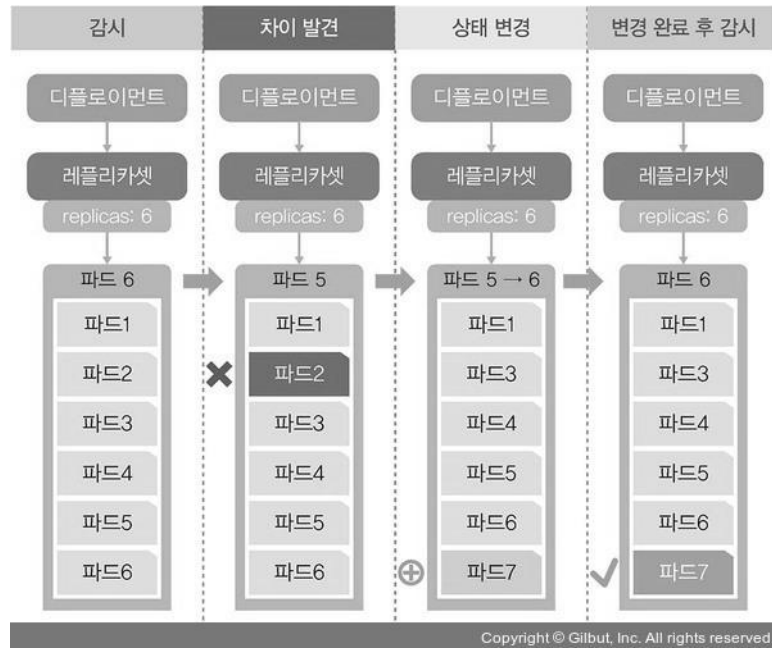 감시
차이 발견
상태 변경
변경 완료 후 감시
디플로이먼트
디플로이먼트
디플로이먼트
디플로이먼트
레플리카셋
레플리카셋
레플리카셋
레플리카셋
replicas: 6
replicas: 6
replicas: 6
replicas: 6
파드 6
파드 5
파드 5 → 6
파드 6
파드1
파드1
파드1
파드1
파드2
파드2
파드3
파드3
파드3
파드3
파드4
파드4
파드4
파드4
파드5
파드5
파드5
파드5
파드6
파드6
파드6
파드6
파드7
파드7
Copyright © Gilbut, Inc. All rights reserved